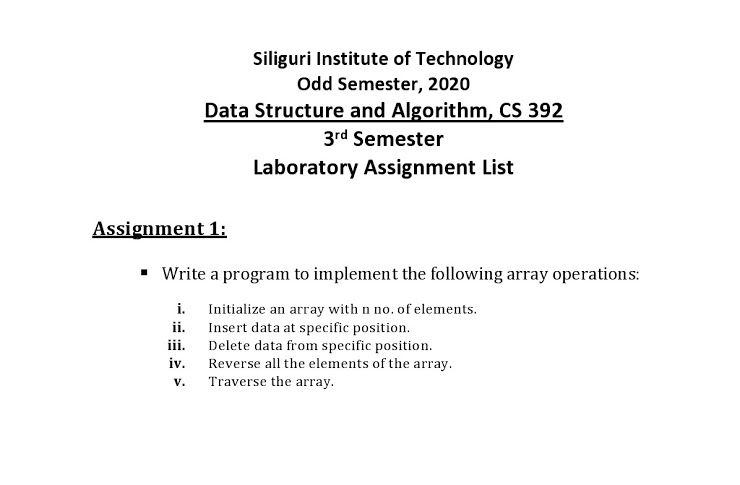 Siliguri Institute of Technology
Odd Semester, 2020
Data Structure and Algorithm, CS 392
3rd Semester
Laboratory Assignment List
Assignment 1:
▪ Write a program to implement the following array operations:
i. Initialize an array with n no. of elements.
ii. Insert data at specific position.
iii. Delete data from specific position.
iv. Reverse all the elements of the array.
v. Traverse the array.